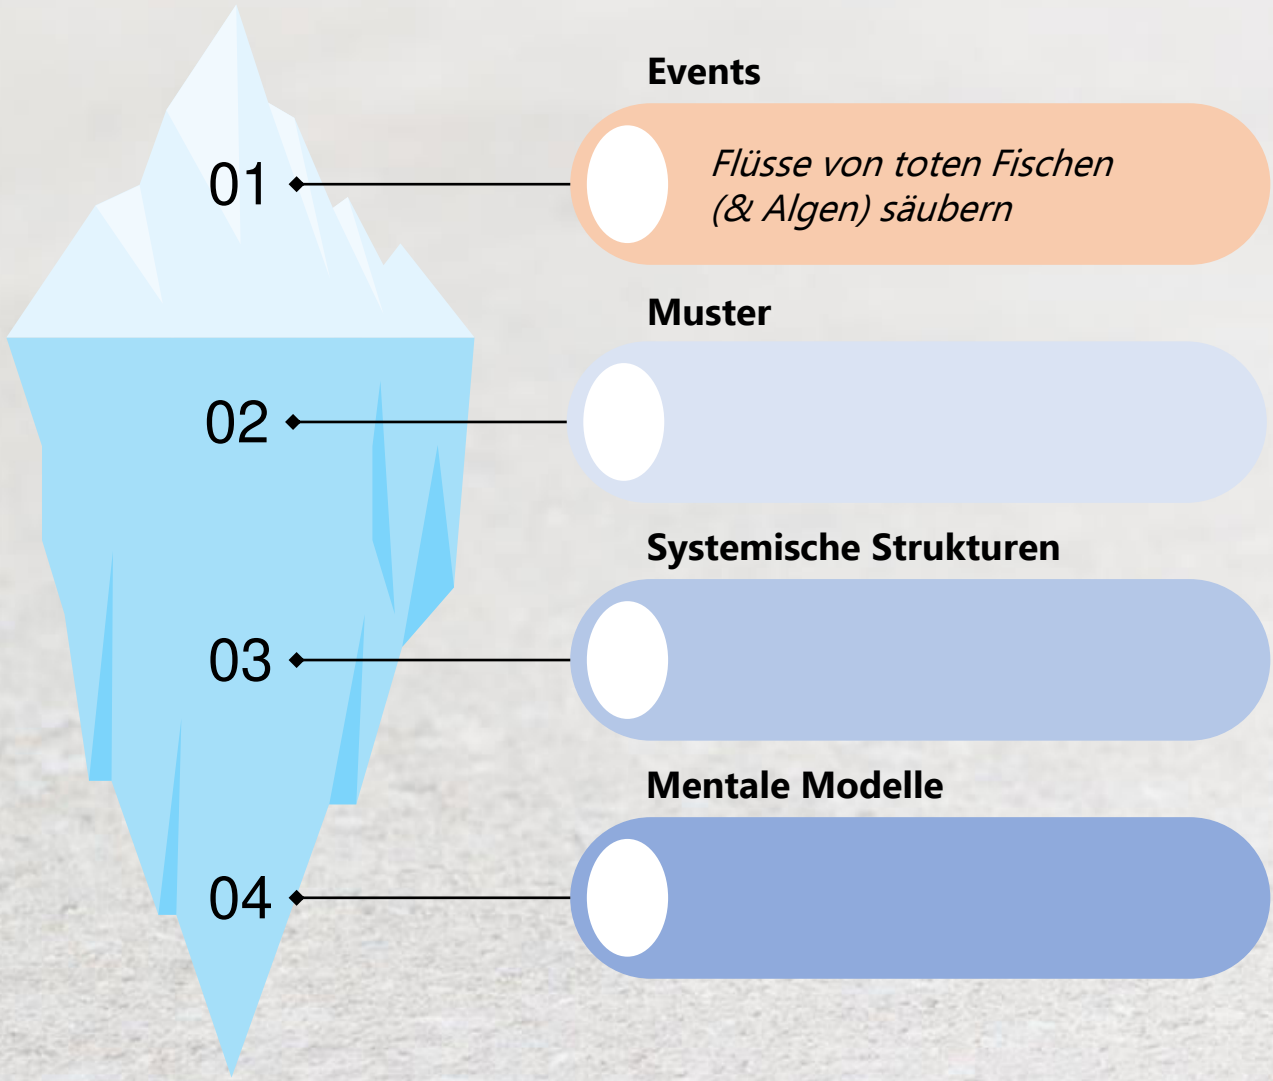 Events
01
Flüsse von toten Fischen
(& Algen) säubern
Muster
02
Systemische Strukturen
03
Mentale Modelle
04